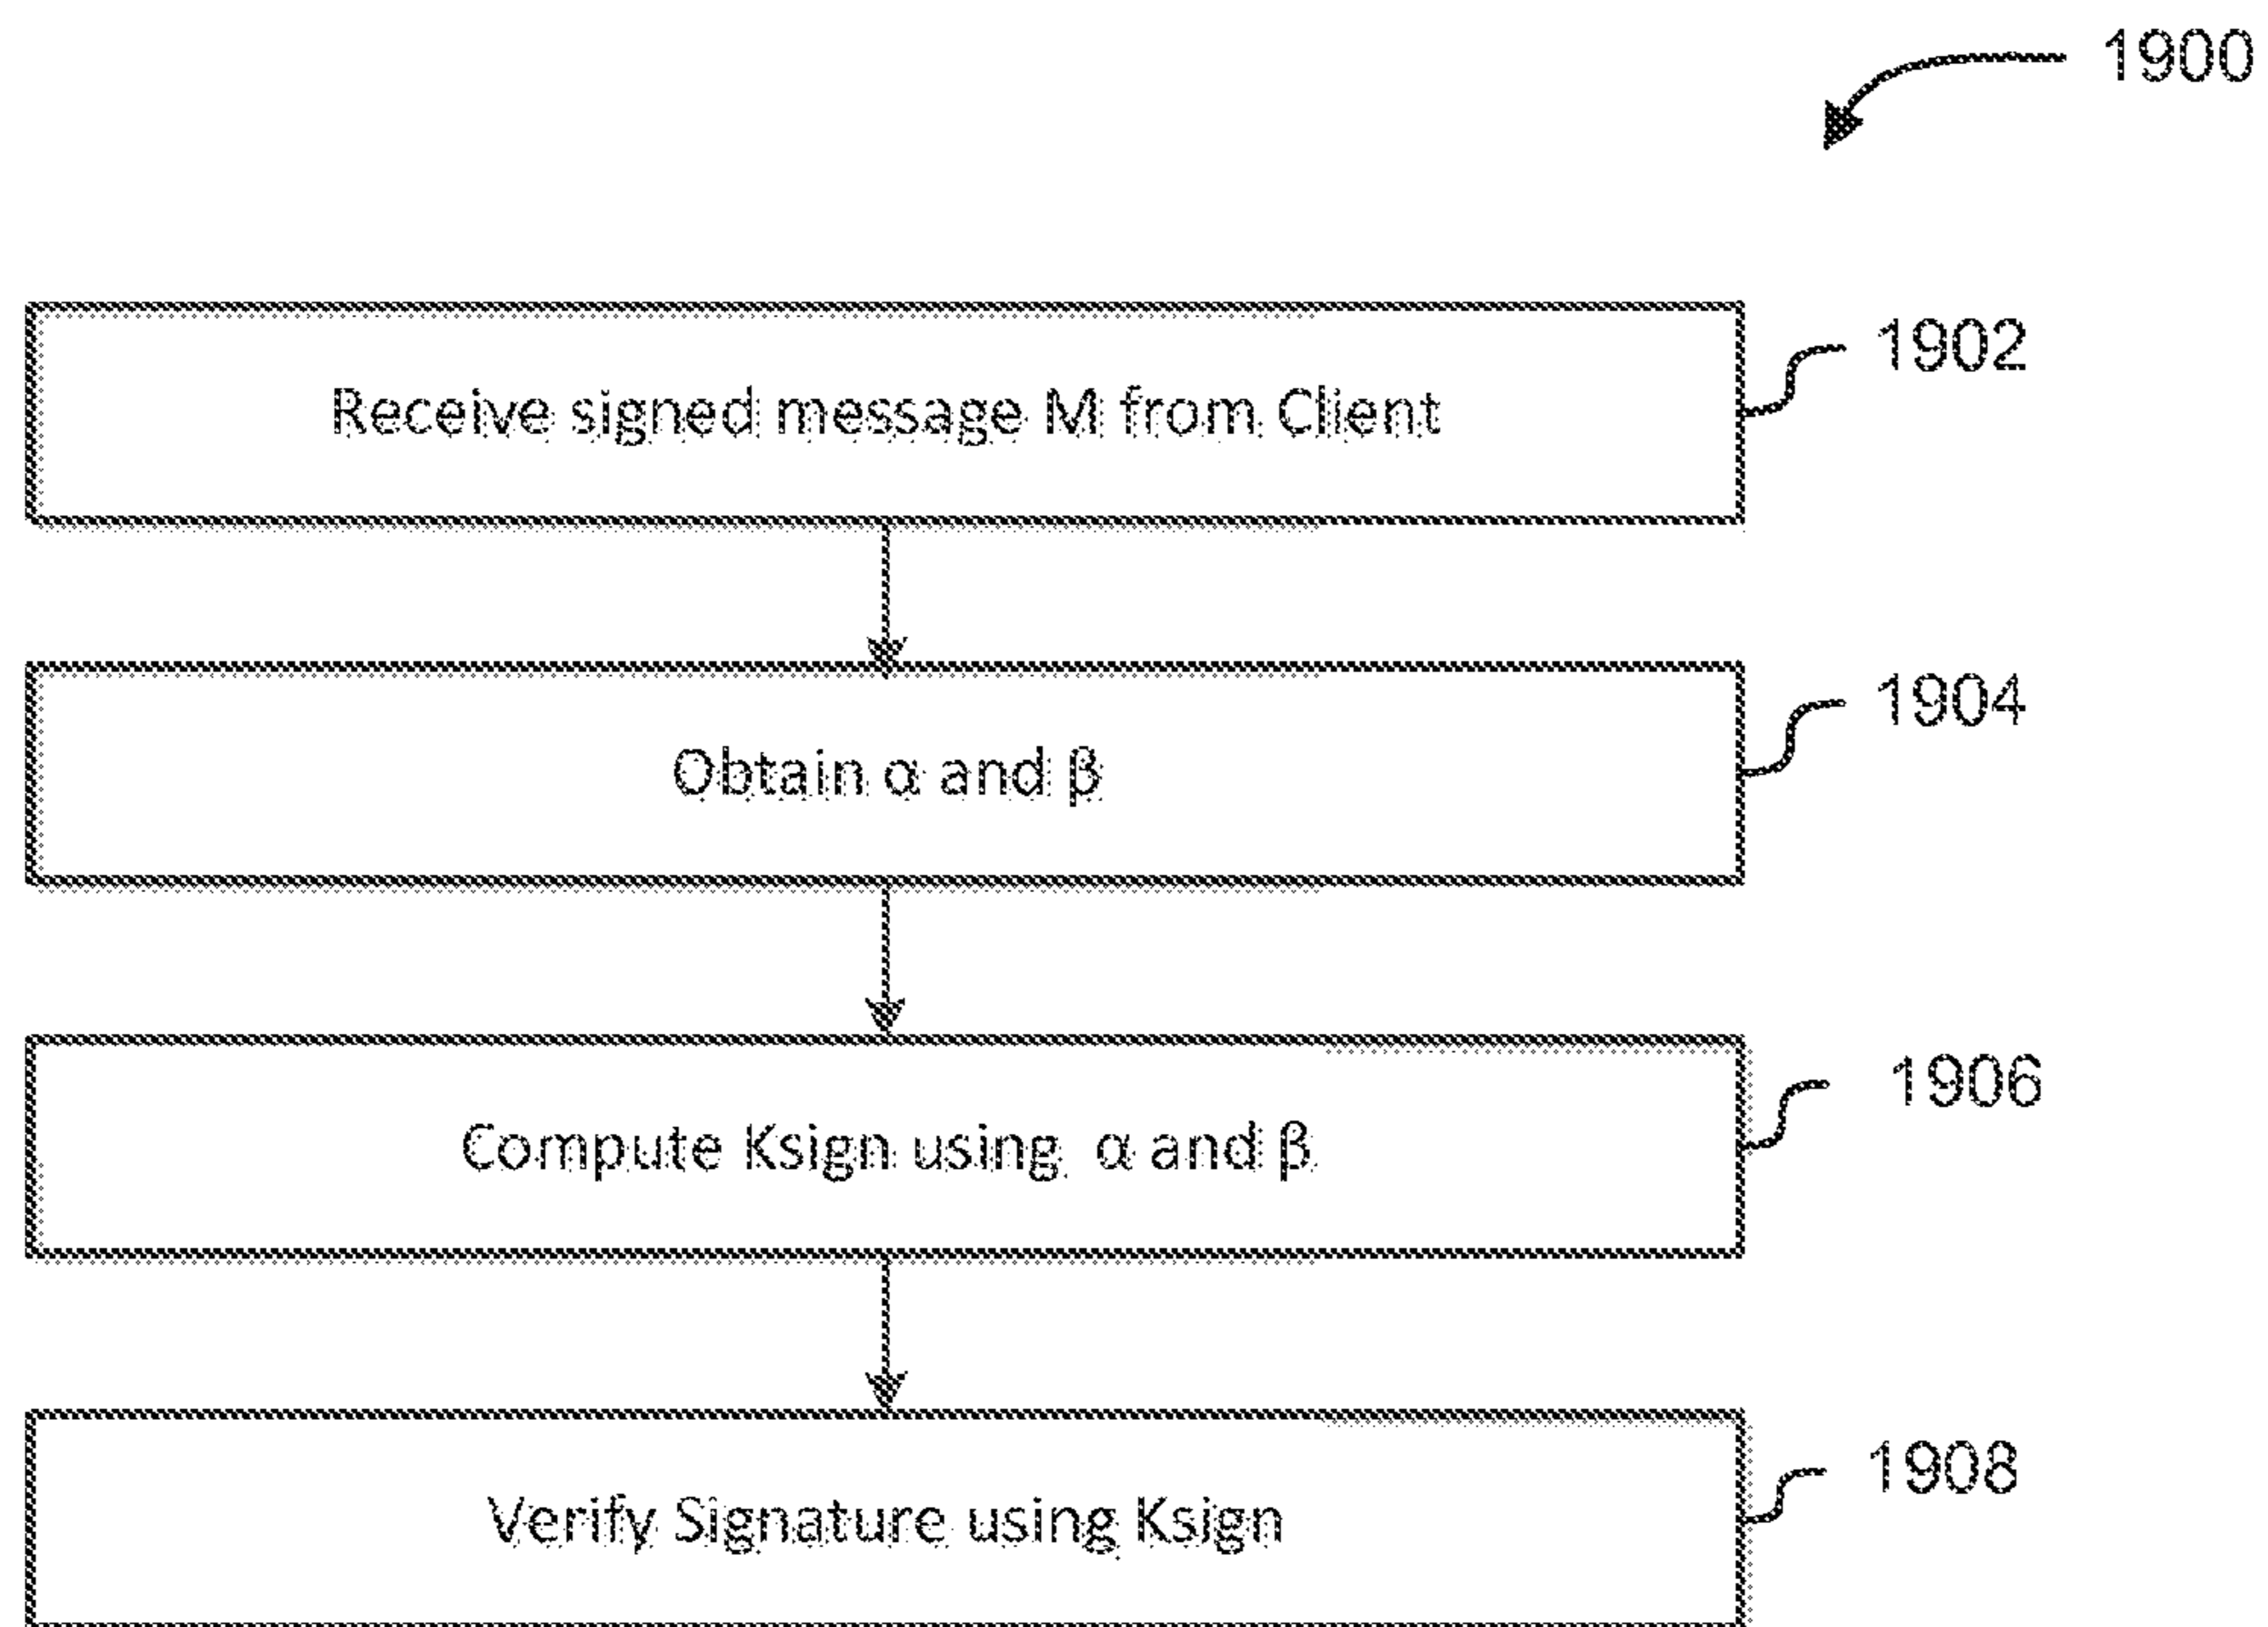 1900
Receive signed message M from Client
1902
Obtain α and β
1904
Compute Ksign using α and β
1906
Verify Signature using Ksign
1908